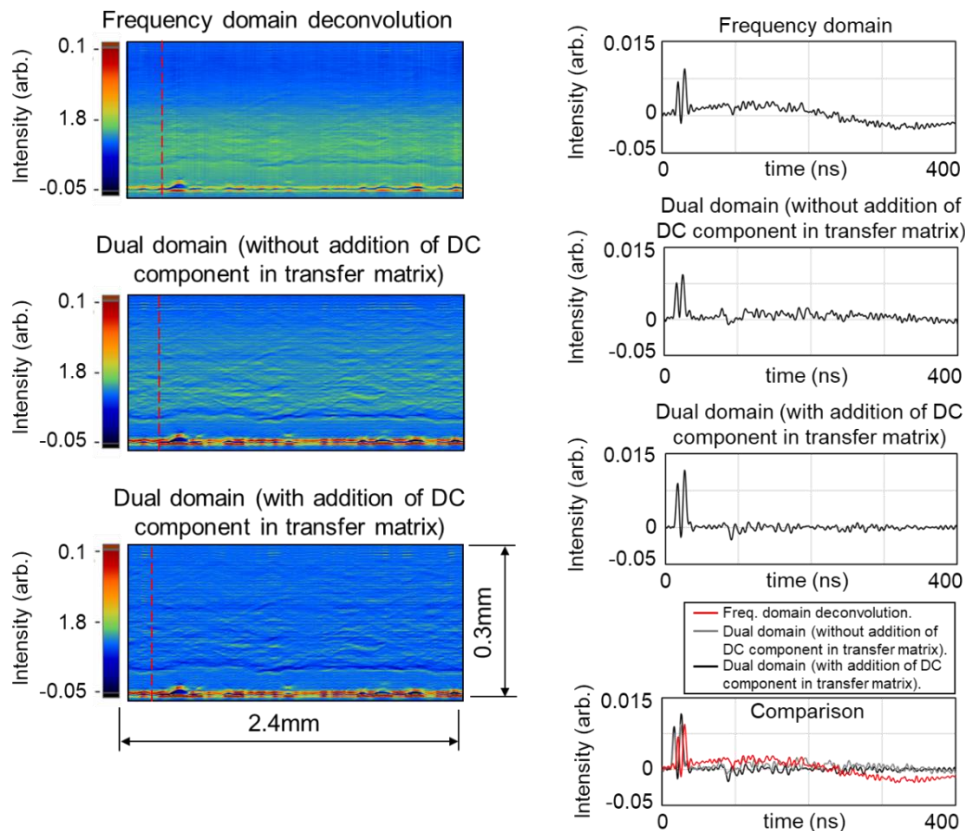 Frequency domain deconvolution
Intensity (arb.)
0.1
1.8
-0.05
Dual domain (without addition of DC
component in transfer matrix)
Intensity (arb.)
0.1
1.8
-0.05
Dual domain (with addition of DC
component in transfer matrix)
Intensity (arb.)
0.1
1.8
-0.05
0.3mm
2.4mm
Frequency domain
Intensity (arb.)
0.015
0
-0.05
0 time (ns) 400
Dual domain (without addition of
DC component in transfer matrix)
Intensity (arb.)
0.015
0
-0.05
0 time (ns) 400
Dual domain (with addition of DC
component in transfer matrix)
Intensity (arb.)
0.015
0
-0.05
0 time (ns) 400
Freq. domain deconvolution.
Dual domain (without addition of
DC component in transfer matrix).
Dual domain (with addition of DC
component in transfer matrix).
Comparison
Intensity (arb.)
0.015
0
-0.05
0 time (ns) 400